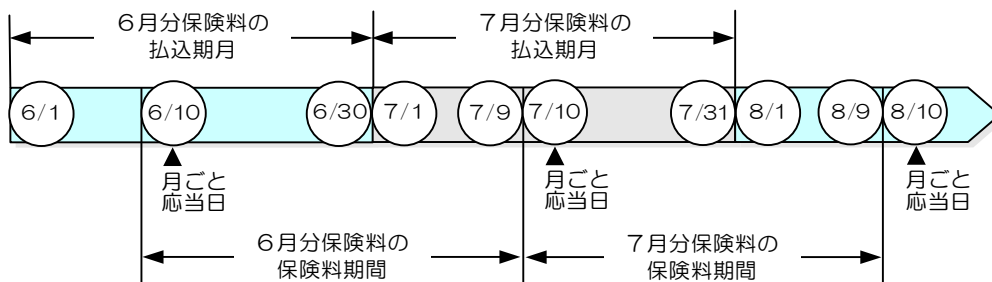 ６月分保険料の
払込期月
７月分保険料の
払込期月
6/1
6/10
6/30
7/1
7/9
7/10
7/31
8/1
8/9
8/10
月ごと
応当日
月ごと
応当日
月ごと
応当日
６月分保険料の
保険料期間
７月分保険料の
保険料期間